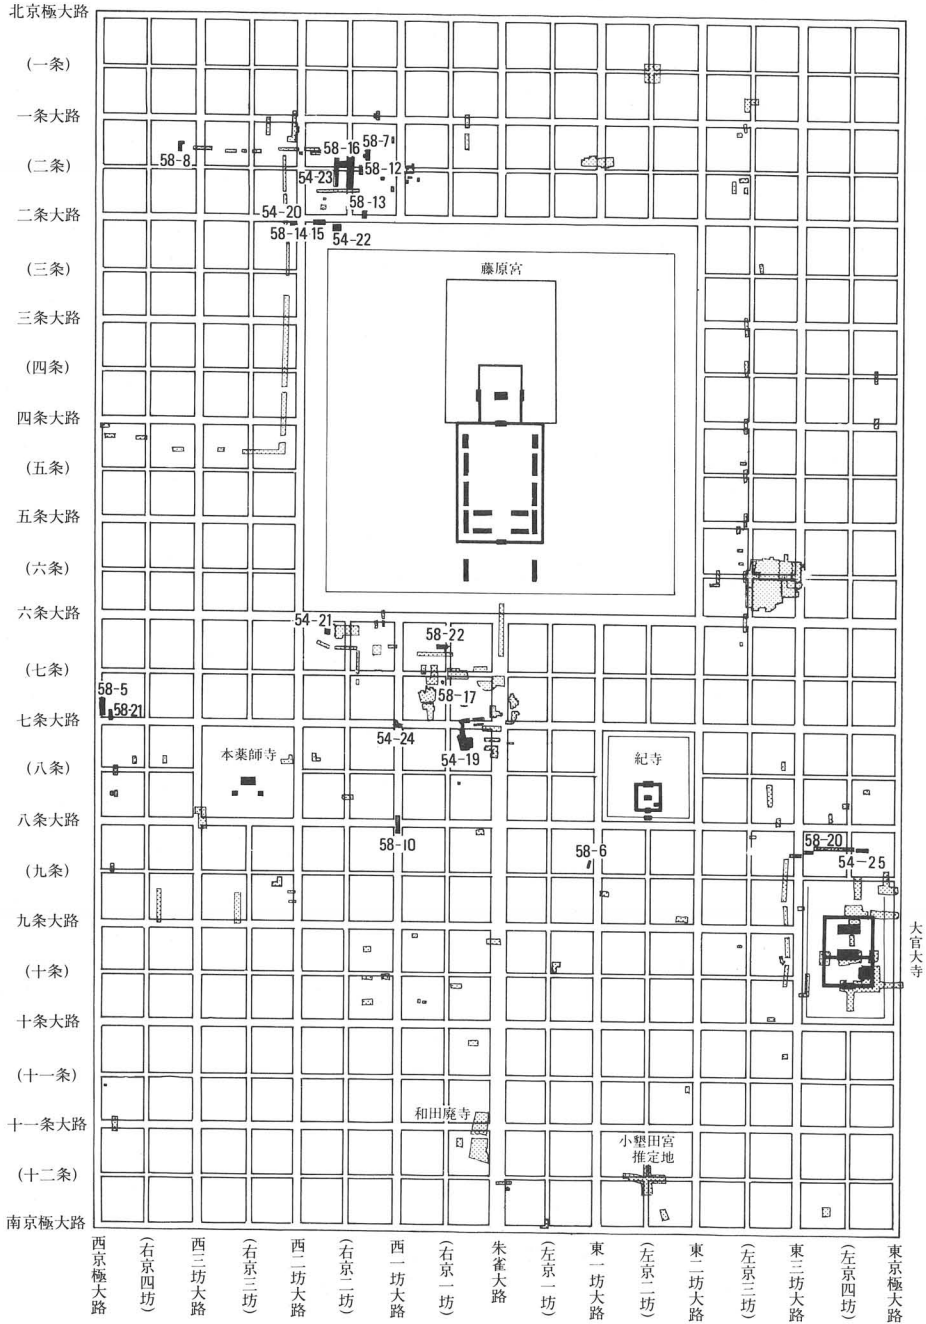 北京極大路
(一条)
一条大路
(二条)
二条大路
(三条)
三条大路
(四条)
四条大路
(五条)
五条大路
(六条)
六条大路
(七条)
七条大路
(八条)
八条大路
(九条)
九条大路
(十条)
十条大路
(十一条)
十一条大路
(十二条)
南京極大路
58-8
58-16
58-7
54-23
58-12
58-13
54-20
58-14
15
54-22
藤原宮
54-21
58-22
58-5
58-21
58-17
54-24
54-19
本薬師寺
紀寺
58-10
58-6
58-20
54-25
大官大寺
和田廃寺
小墾田宮
推定地
西京極大路
(右京四坊)
西三坊大路
(右京三坊)
西二坊大路
(右京二坊)
西一坊大路
(右京一坊)
朱雀大路
(左京一坊)
東一坊大路
(左京二坊)
東二坊大路
(左京三坊)
東三坊大路
(左京四坊)
東京極大路